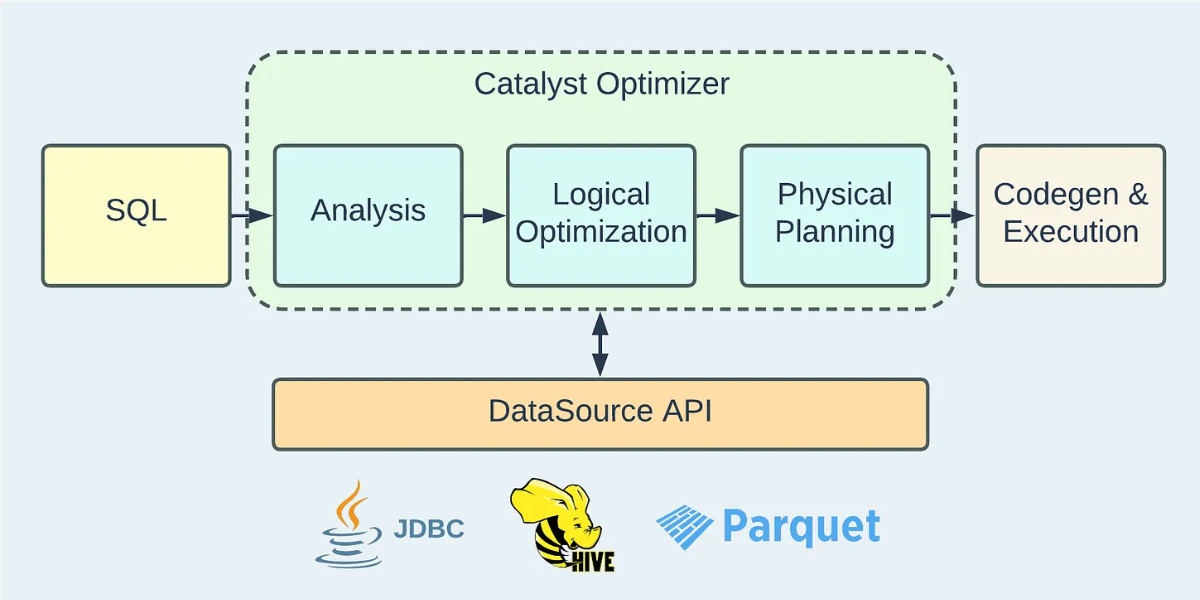 Catalyst Optimizer
SQL
Analysis
Logical
Optimization
Physical
Planning
Codegen &
Execution
DataSource API
JDBC
HIVE
Parquet